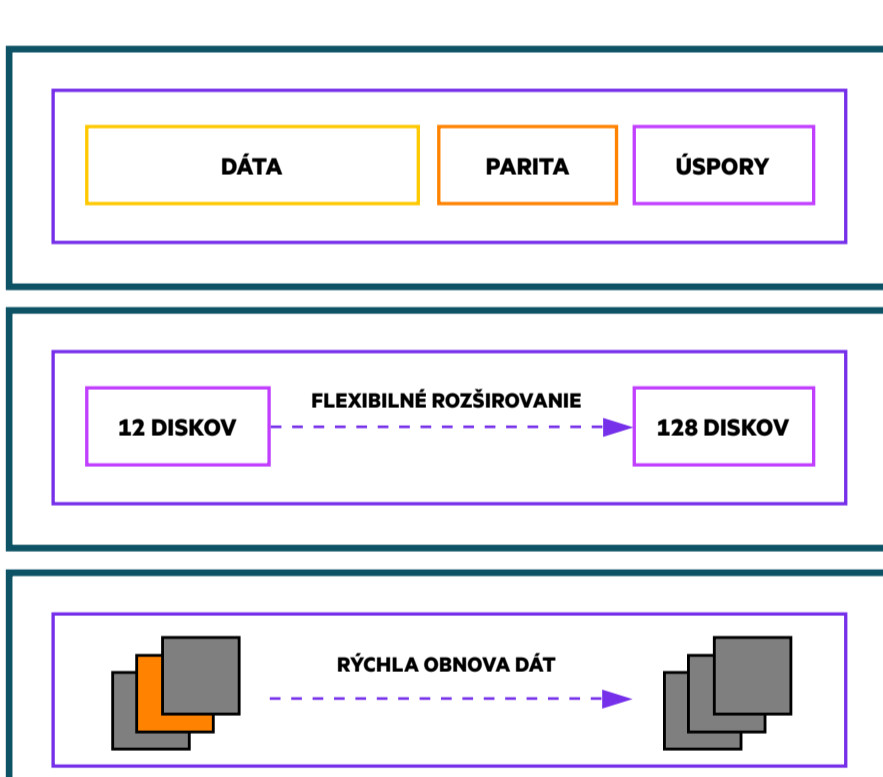 DÁTA
PARITA
ÚSPORY
FLEXIBILNÉ ROZŠIROVANIE
12 DISKOV
128 DISKOV
RÝCHLA OBNOVA DÁT